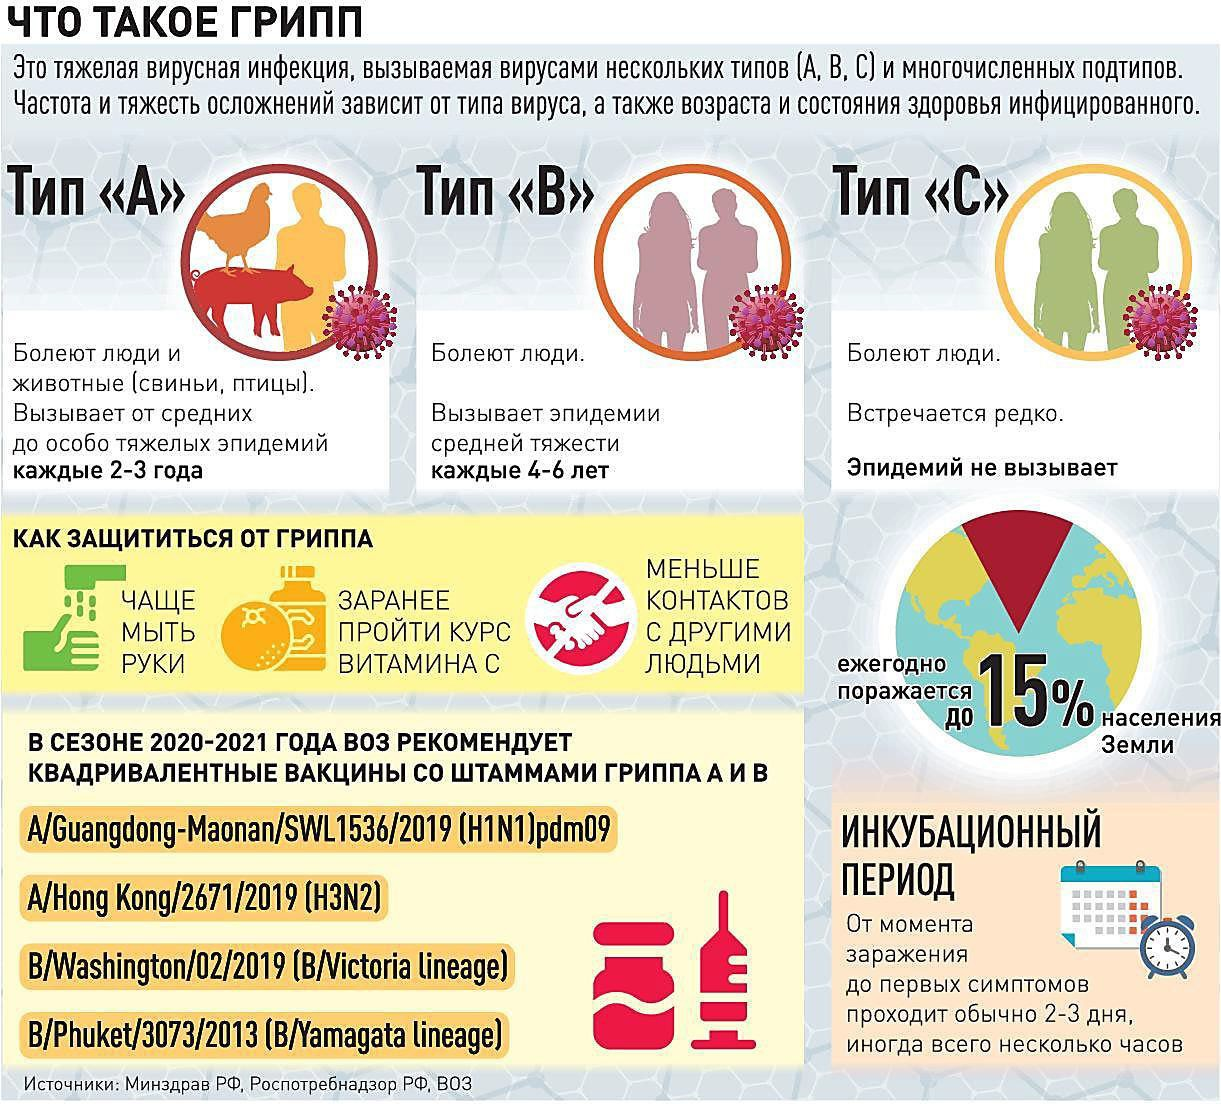 ЧТО ТАКОЕ ГРИПП
Это тяжелая вирусная инфекция, вызываемая вирусами нескольких типов (А, В, С) и многочисленных подтипов.
Частота и тяжесть осложнений зависит от типа вируса, а также возраста и состояния здоровья инфицированного.
Тип «А»
Болеют люди и
животные (свиньи, птицы).
Вызывает от средних
до особо тяжелых эпидемий
каждые 2-3 года
Тип «В»
Болеют люди.
Вызывает эпидемии
средней тяжести
каждые 4-6 лет
Тип «С»
Болеют люди.
Встречается редко.
Эпидемий не вызывает
КАК ЗАЩИТИТЬСЯ ОТ ГРИППА
ЧАЩЕ
МЫТЬ
РУКИ
ЗАРАНЕЕ
ПРОЙТИ КУРС
ВИТАМИНА С
МЕНЬШЕ
КОНТАКТОВ
С ДРУГИМИ
ЛЮДЬМИ
ежегодно
поражается
до 15%
населения
Земли
В СЕЗОНЕ 2020-2021 ГОДА ВОЗ РЕКОМЕНДУЕТ
КВАДРИВАЛЕНТНЫЕ ВАКЦИНЫ СО ШТАММАМИ ГРИППА А И В
A/Guangdong-Maonan/SWL1536/2019 (H1N1)pdm09
A/Hong Kong/2671/2019 (H3N2)
B/Washington/02/2019 (B/Victoria lineage)
B/Phuket/3073/2013 (B/Yamagata lineage)
ИНКУБАЦИОННЫЙ
ПЕРИОД
От момента
заражения
до первых симптомов
проходит обычно 2-3 дня,
иногда всего несколько часов
Источники: Минздрав РФ, Роспотребнадзор РФ, ВОЗ